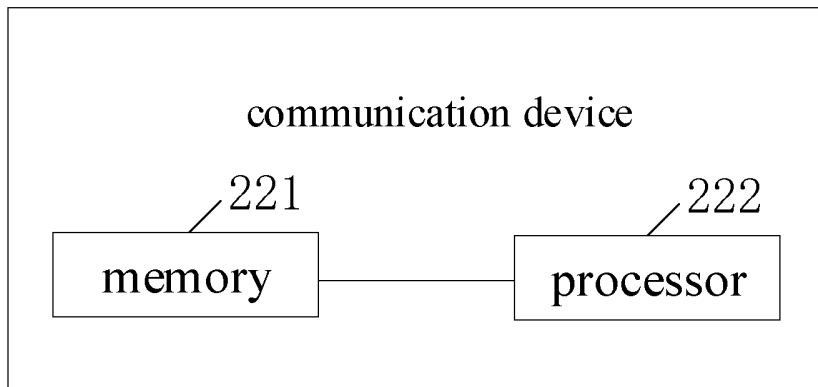 communication device
221
222
memory
processor